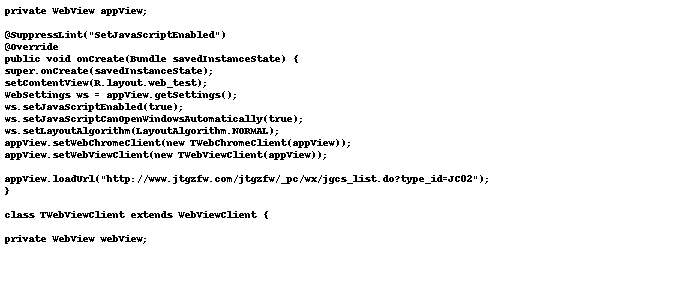 private WebView appView;
@SuppressLint("SetJavaScriptEnabled")
@Override
public void onCreate(Bundle savedInstanceState) {
super.onCreate(savedInstanceState);
setContentView(R.layout.web_test);
WebSettings ws = appView.getSettings();
ws.setJavaScriptEnabled(true);
ws.setJavaScriptCanOpenWindowsAutomatically(true);
ws.setLayoutAlgorithm(LayoutAlgorithm.NORMAL);
appView.setWebChromeClient(new TWebChromeClient(appView));
appView.setWebViewClient(new TWebViewClient(appView));
appView.loadUrl("http://www.jtgzfw.com/jtgzfw/_pc/wx/jgcs_list.do?type_id=JC02");
}
class TWebViewClient extends WebViewClient {
private WebView webView;